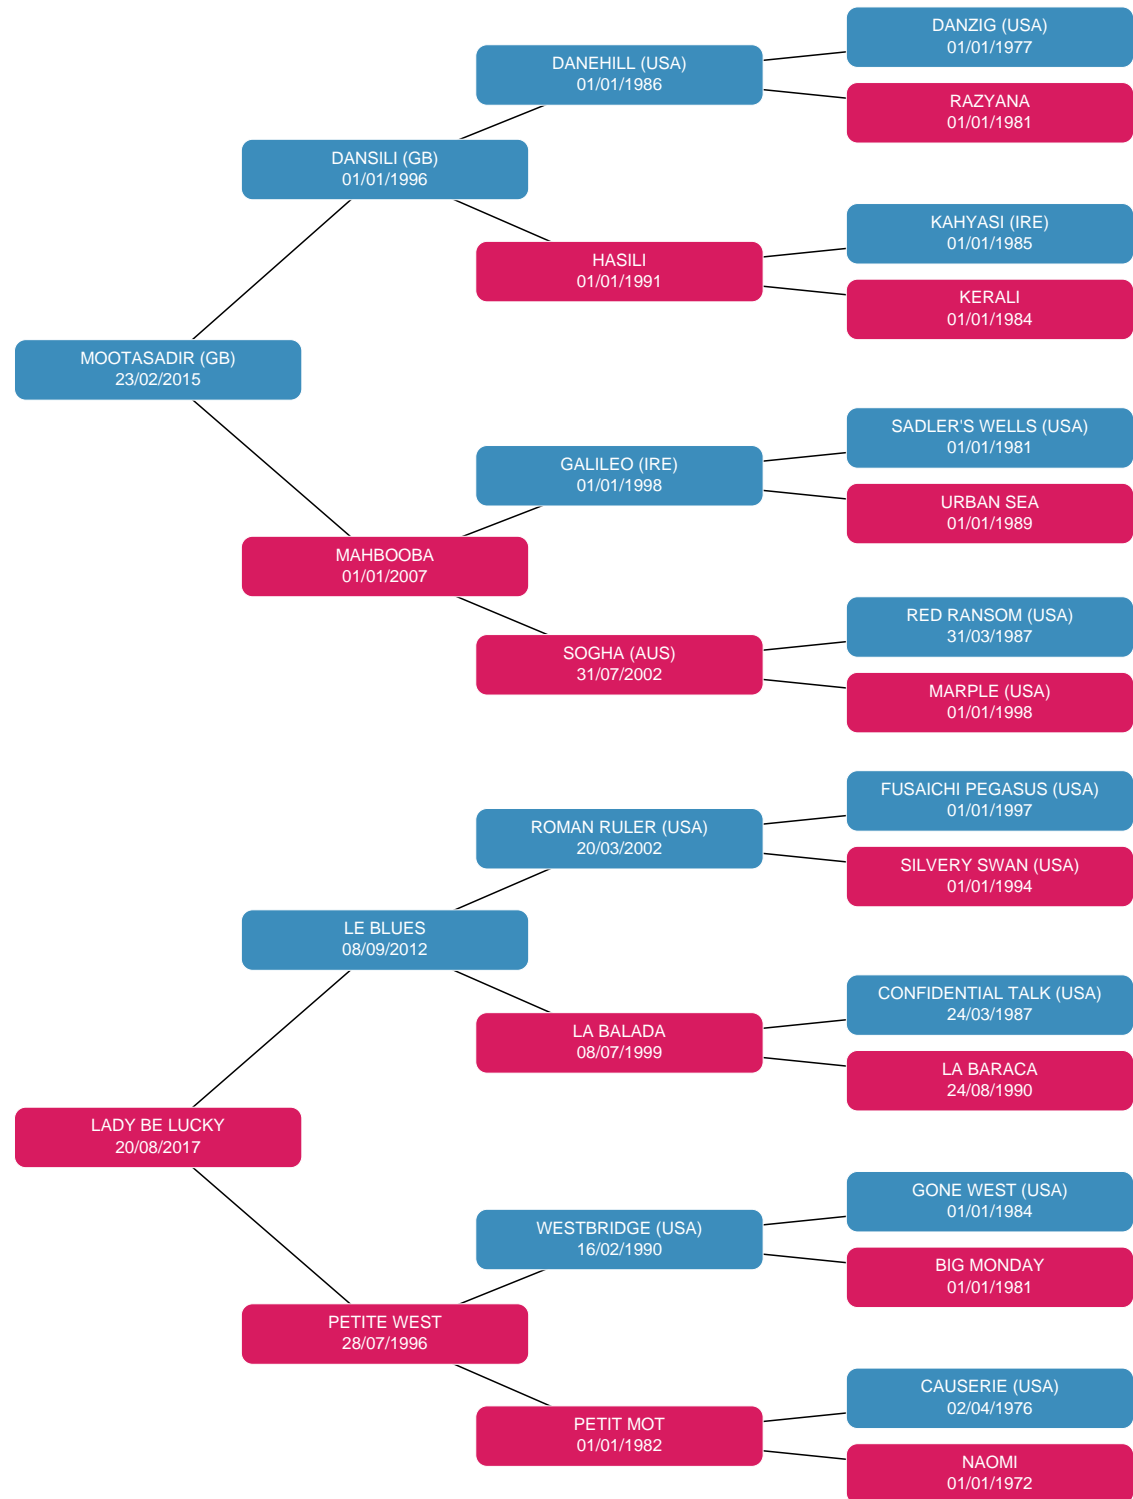 DANZIG (USA)
01/01/1977
DANEHILL (USA)
01/01/1986
RAZYANA
01/01/1981
DANSILI (GB)
01/01/1996
KAHYASI (IRE)
01/01/1985
HASILI
01/01/1991
KERALI
01/01/1984
MOOTASADIR (GB)
23/02/2015
SADLER'S WELLS (USA)
01/01/1981
GALILEO (IRE)
01/01/1998
URBAN SEA
01/01/1989
MAHBOOBA
01/01/2007
RED RANSOM (USA)
31/03/1987
SOGHA (AUS)
31/07/2002
MARPLE (USA)
01/01/1998
FUSAICHI PEGASUS (USA)
01/01/1997
ROMAN RULER (USA)
20/03/2002
SILVERY SWAN (USA)
01/01/1994
LE BLUES
08/09/2012
CONFIDENTIAL TALK (USA)
24/03/1987
LA BALADA
08/07/1999
LA BARACA
24/08/1990
LADY BE LUCKY
20/08/2017
GONE WEST (USA)
01/01/1984
WESTBRIDGE (USA)
16/02/1990
BIG MONDAY
01/01/1981
PETITE WEST
28/07/1996
CAUSERIE (USA)
02/04/1976
PETIT MOT
01/01/1982
NAOMI
01/01/1972